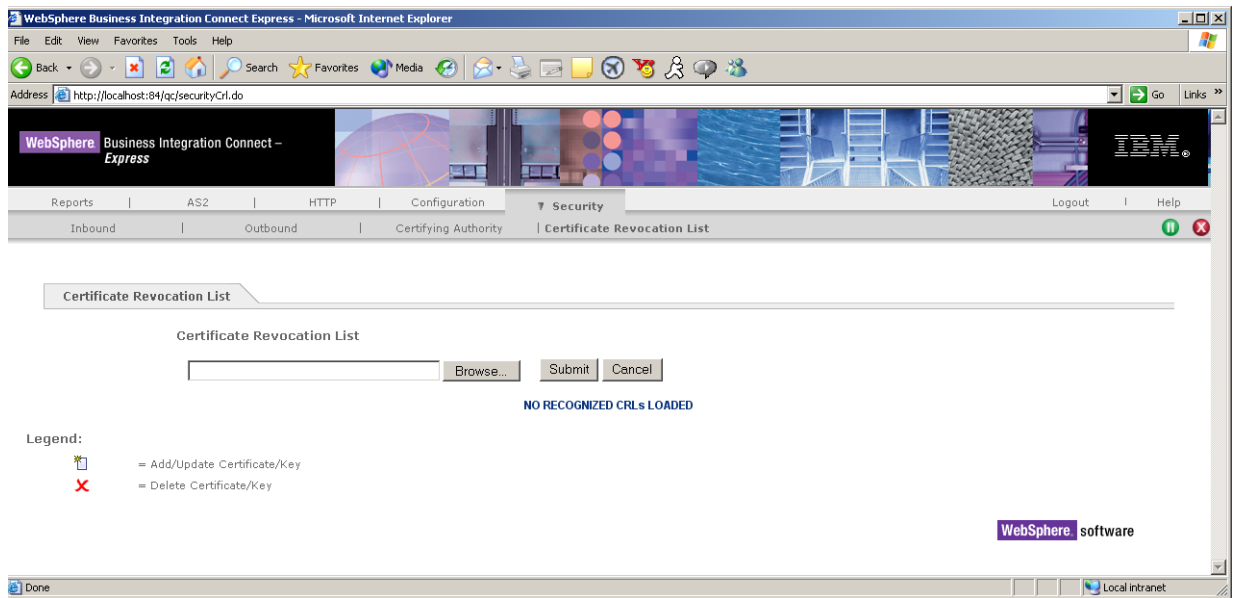 WebSphere Business Integration Connect Express - Microsoft Internet Explorer
File Edit View Favorites Tools Help
Back Search Favorites Media
Address http://localhost:84/qc/securityCrl.do Go Links »
WebSphere. Business Integration Connect –
Express
IBM.
Reports | AS2 | HTTP | Configuration Security Logout | Help
Inbound | Outbound | Certifying Authority | Certificate Revocation List
Certificate Revocation List
Certificate Revocation List
Browse... Submit Cancel
NO RECOGNIZED CRLs LOADED
Legend:
= Add/Update Certificate/Key
= Delete Certificate/Key
WebSphere. software
Done Local intranet